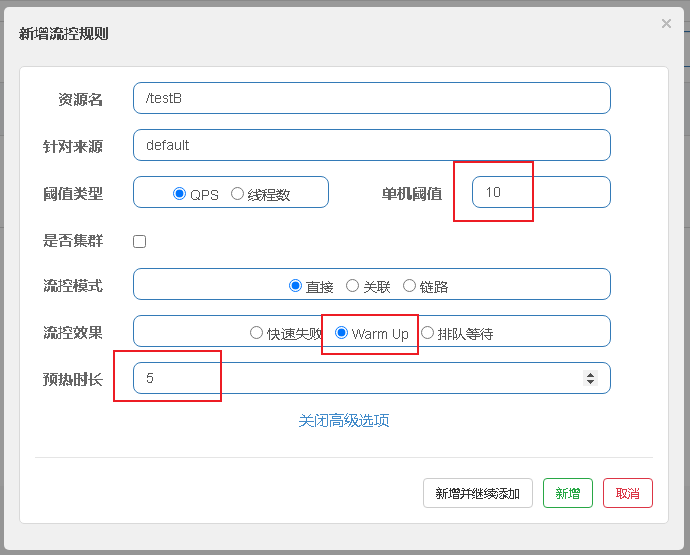 新增流控规则
×
资源名 /testB
针对来源 default
阈值类型 QPS 线程数 单机阈值 10
是否集群
流控模式 直接 关联 链路
流控效果 快速失败 Warm Up 排队等待
预热时长 5
关闭高级选项
新增并继续添加 新增 取消